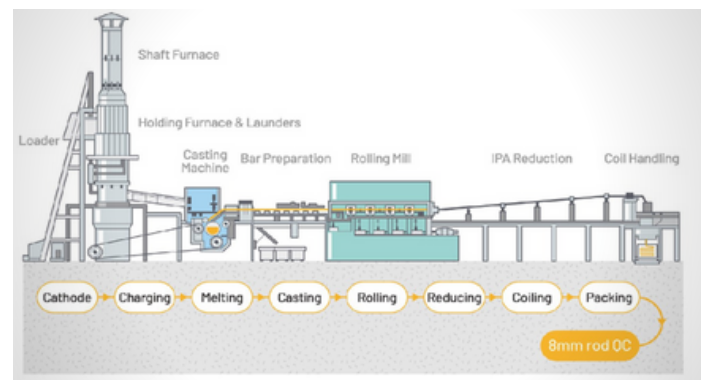 Shaft Furnace
Holding Furnace & Launders
Loader
Casting
Machine
Bar Preparation
Rolling Mill
IPA Reduction
Coil Handling
Cathode
Charging
Melting
Casting
Rolling
Reducing
Coiling
Packing
8mm rod QC